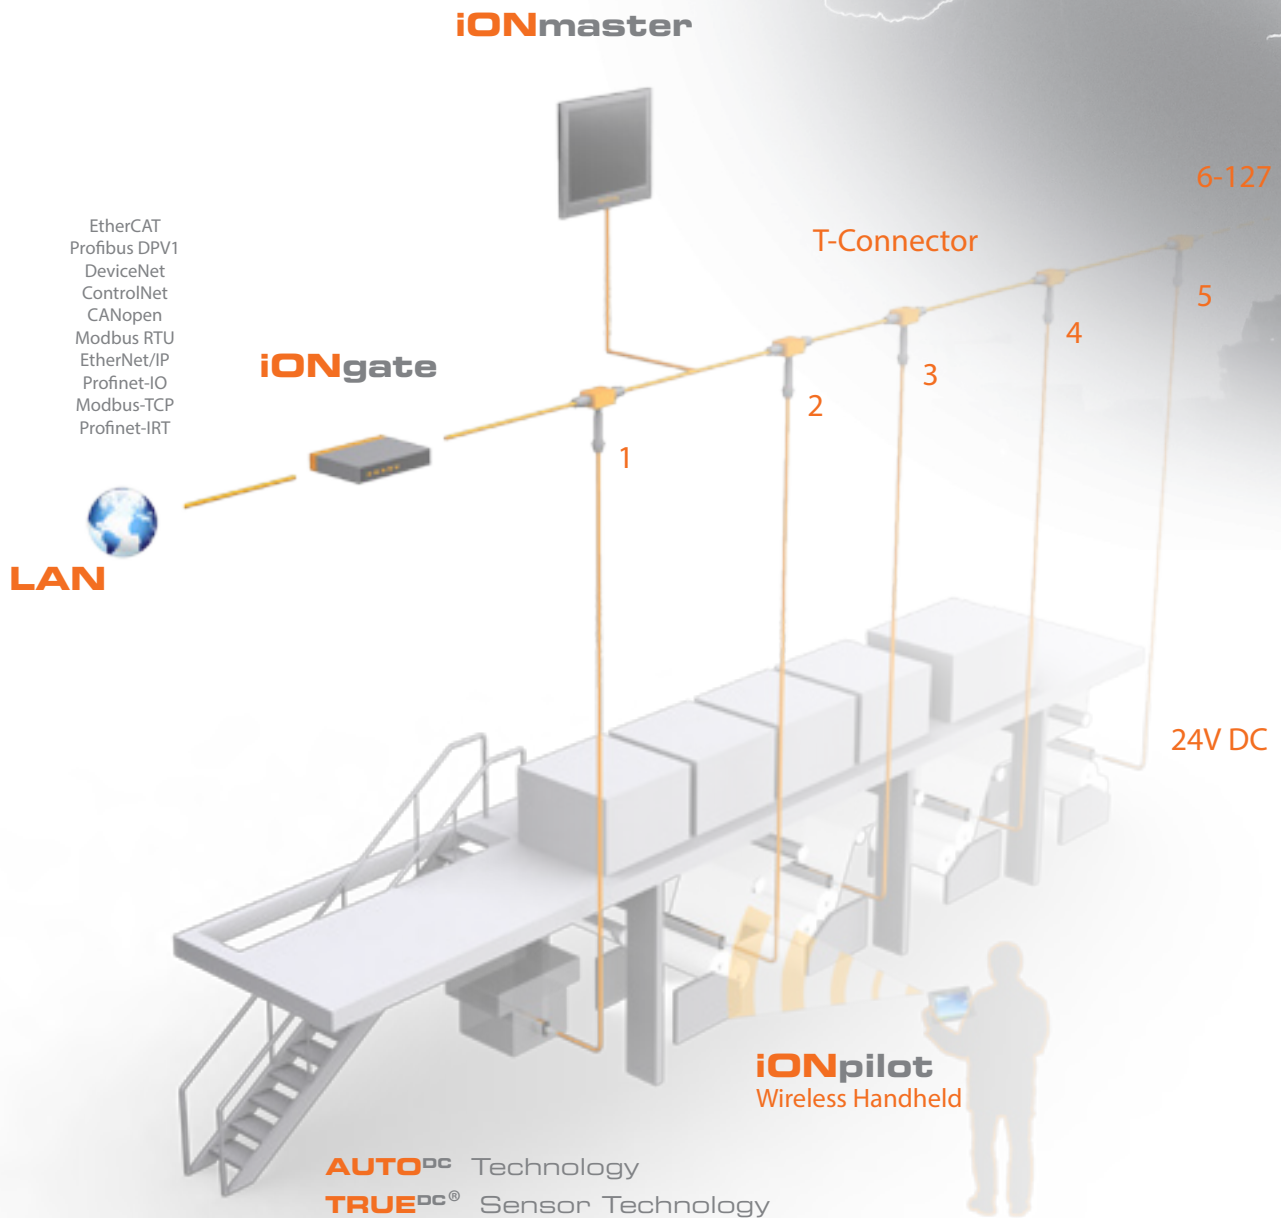 iONmaster
6-127
EtherCAT
Profibus DPV1
DeviceNet
ControlNet
CANopen
Modbus RTU
EtherNet/IP
Profinet-IO
Modbus-TCP
Profinet-IRT
T-Connector
iONgate
5
4
3
2
1
LAN
24V DC
iONpilot
Wireless Handheld
AUTODC Technology
TRUEDC® Sensor Technology